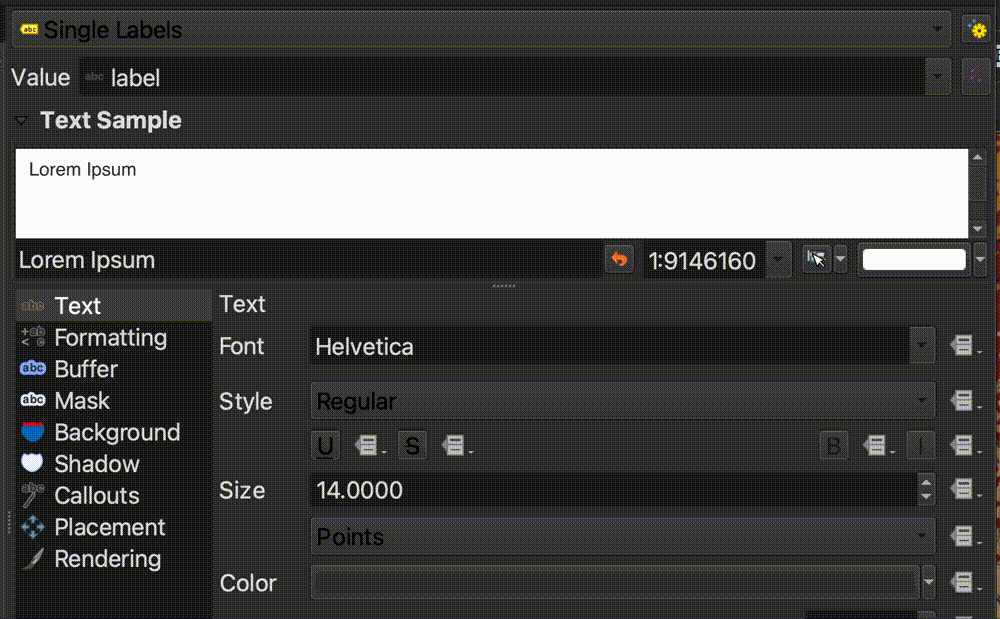 abc Single Labels
Value abc label
Text Sample
Lorem Ipsum
Lorem Ipsum 1:9146160
abc Text
Text
+ab < c Formatting
Font Helvetica
abc Buffer
abc Mask
Style Regular
Background
U S B I
Shadow
Callouts
Size 14.0000
Placement
Points
Rendering
Color